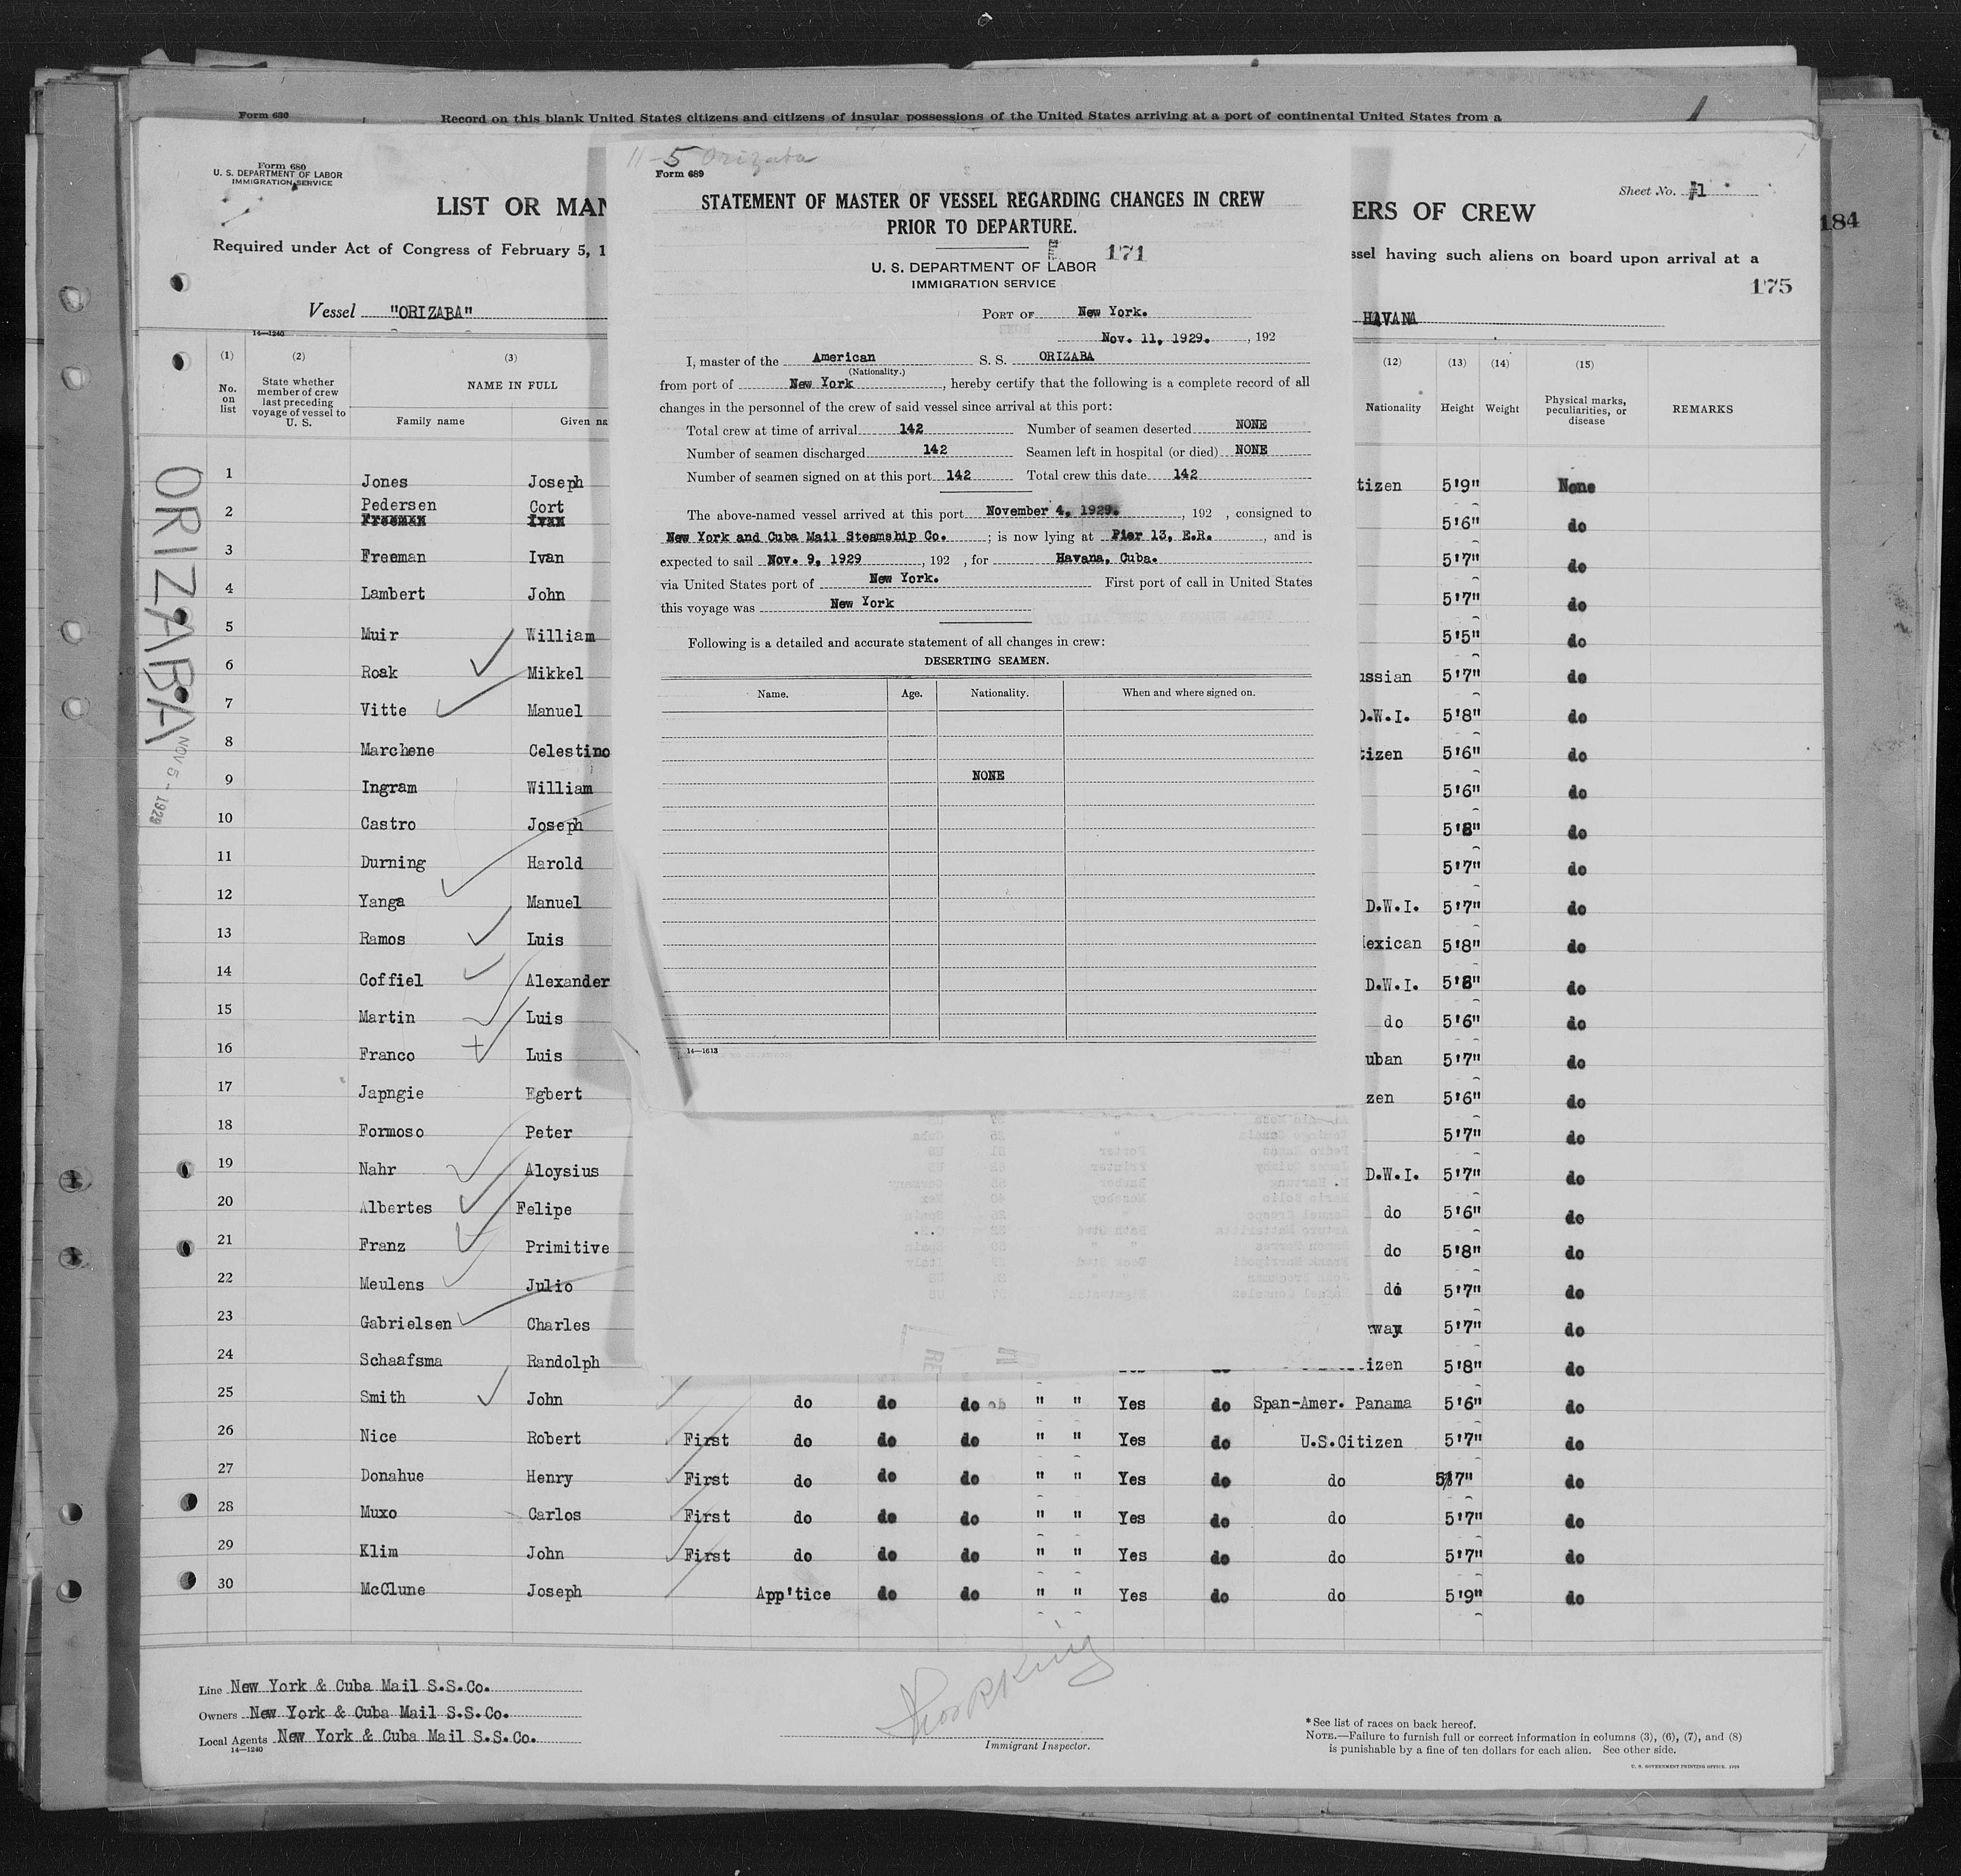 Form 630
Record on this blank United States citizens and citizens of insular possessions of the United States arriving at a port of continental United States from a
184
Form 680
U. S. DEPARTMENT OF LABOR
IMMIGRATION SERVICE
LIST OR MAN
ERS OF CREW
Sheet No. #1
Required under Act of Congress of February 5, 1
ssel having such aliens on board upon arrival at a
175
Vessel "ORIZABA"
HAVANA
14—1240
(1) (2) (3) (12) (13) (14) (15)
No. on list
State whether member of crew last preceding voyage of vessel to U. S.
NAME IN FULL
Family name Given na
Nationality Height Weight
Physical marks, peculiarities, or disease
REMARKS
ORIZABA
NOV 5 - 1929
11-5 Orizaba
Form 689
STATEMENT OF MASTER OF VESSEL REGARDING CHANGES IN CREW
PRIOR TO DEPARTURE.
171
U. S. DEPARTMENT OF LABOR
IMMIGRATION SERVICE
PORT OF New York.
Nov. 11, 1929. , 192
I, master of the American S. S. ORIZABA
(Nationality.)
from port of New York , hereby certify that the following is a complete record of all
changes in the personnel of the crew of said vessel since arrival at this port:
Total crew at time of arrival 142 Number of seamen deserted NONE
Number of seamen discharged 142 Seamen left in hospital (or died) NONE
Number of seamen signed on at this port 142 Total crew this date 142
The above-named vessel arrived at this port November 4, 1929. , 192 , consigned to
New York and Cuba Mail Steamship Co. ; is now lying at Pier 13, E.R. , and is
expected to sail Nov. 9, 1929 , 192 , for Havana, Cuba.
via United States port of New York. First port of call in United States
this voyage was New York
Following is a detailed and accurate statement of all changes in crew:
DESERTING SEAMEN.
Name. Age. Nationality. When and where signed on.
NONE
14—1613
1 Jones Joseph tizen 5'9" None
2 Pedersen Cort 5'6" do
Freeman Ivan
3 Freeman Ivan 5'7" do
4 Lambert John 5'7" do
5 Muir William 5'5" do
6 Roak Mikkel ussian 5'7" do
7 Vitte Manuel D.W.I. 5'8" do
8 Marchene Celestino tizen 5'6" do
9 Ingram William 5'6" do
10 Castro Joseph 5'8" do
11 Durning Harold 5'7" do
12 Yanga Manuel D.W.I. 5'7" do
13 Ramos Luis exican 5'8" do
14 Coffiel Alexander D.W.I. 5'8" do
15 Martin Luis do 5'6" do
16 Franco Luis uban 5'7" do
17 Japngie Egbert zen 5'6" do
18 Formoso Peter 5'7" do
19 Nahr Aloysius D.W.I. 5'7" do
20 Albertes Felipe do 5'6" do
21 Franz Primitive do 5'8" do
22 Meulens Julio do 5'7" do
23 Gabrielsen Charles way 5'7" do
24 Schaafsma Randolph izen 5'8" do
25 Smith John do do do " " Yes do Span-Amer. Panama 5'6" do
26 Nice Robert First do do do " " Yes do U.S.Citizen 5'7" do
27 Donahue Henry First do do do " " Yes do do 5'7" do
28 Muxo Carlos First do do do " " Yes do do 5'7" do
29 Klim John First do do do " " Yes do do 5'7" do
30 McClune Joseph App'tice do do " " Yes do do 5'9" do
Line New York & Cuba Mail S.S.Co.
Owners New York & Cuba Mail S.S.Co.
Local Agents New York & Cuba Mail S.S.Co.
14—1240
Immigrant Inspector.
*See list of races on back hereof.
NOTE.—Failure to furnish full or correct information in columns (3), (6), (7), and (8)
is punishable by a fine of ten dollars for each alien. See other side.
U. S. GOVERNMENT PRINTING OFFICE. 1929